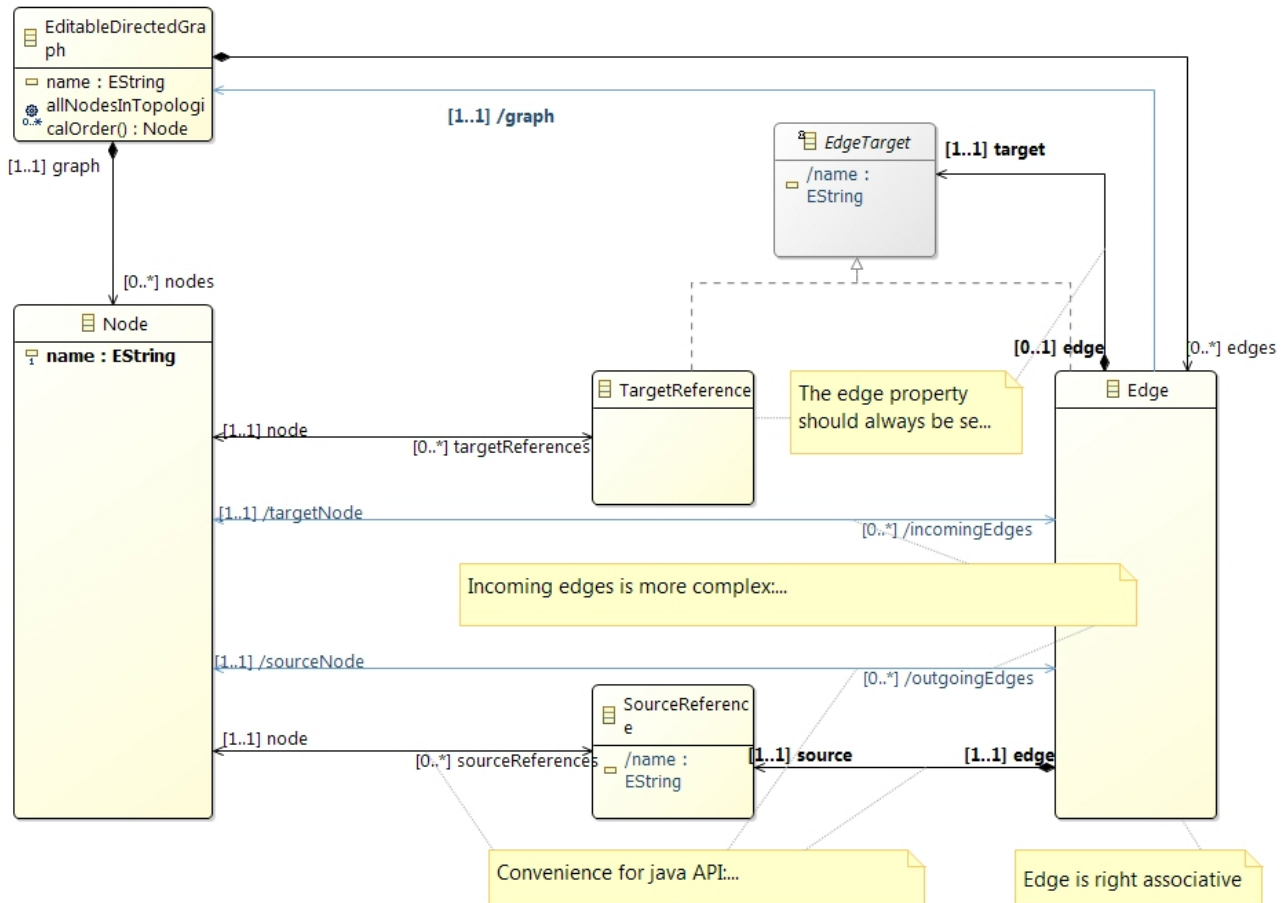 EditableDirectedGra
ph
name : EString
allNodesInTopologi
0..*
calOrder() : Node
[1..1] graph
[1..1] /graph
EdgeTarget
/name :
EString
[1..1] target
[0..*] nodes
Node
1
name : EString
[0..1] edge
[0..*] edges
TargetReference
The edge property
should always be se...
Edge
[1..1] node
[0..*] targetReferences
[1..1] /targetNode
[0..*] /incomingEdges
Incoming edges is more complex:...
[1..1] /sourceNode
[0..*] /outgoingEdges
SourceReferenc
e
/name :
EString
[1..1] node
[0..*] sourceReferences
[1..1] source
[1..1] edge
Convenience for java API:...
Edge is right associative